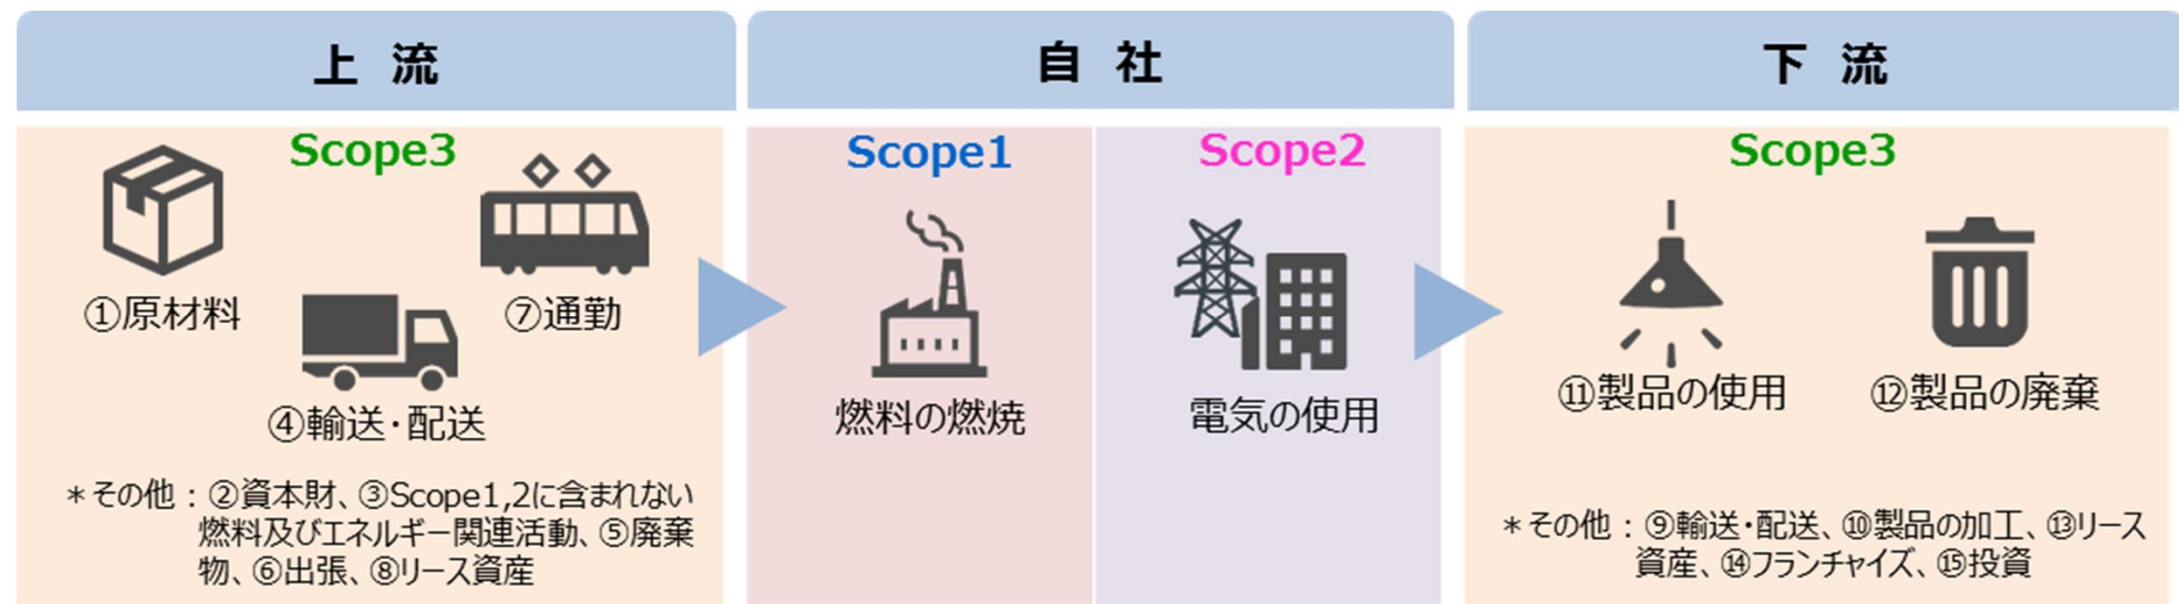 上 流
自 社
下 流
Scope3
①原材料
⑦通勤
④輸送・配送
＊その他：②資本財、③Scope1,2に含まれない
燃料及びエネルギー関連活動、⑤廃棄
物、⑥出張、⑧リース資産
Scope1
燃料の燃焼
Scope2
電気の使用
Scope3
⑪製品の使用
⑫製品の廃棄
＊その他：⑨輸送・配送、⑩製品の加工、⑬リース
資産、⑭フランチャイズ、⑮投資